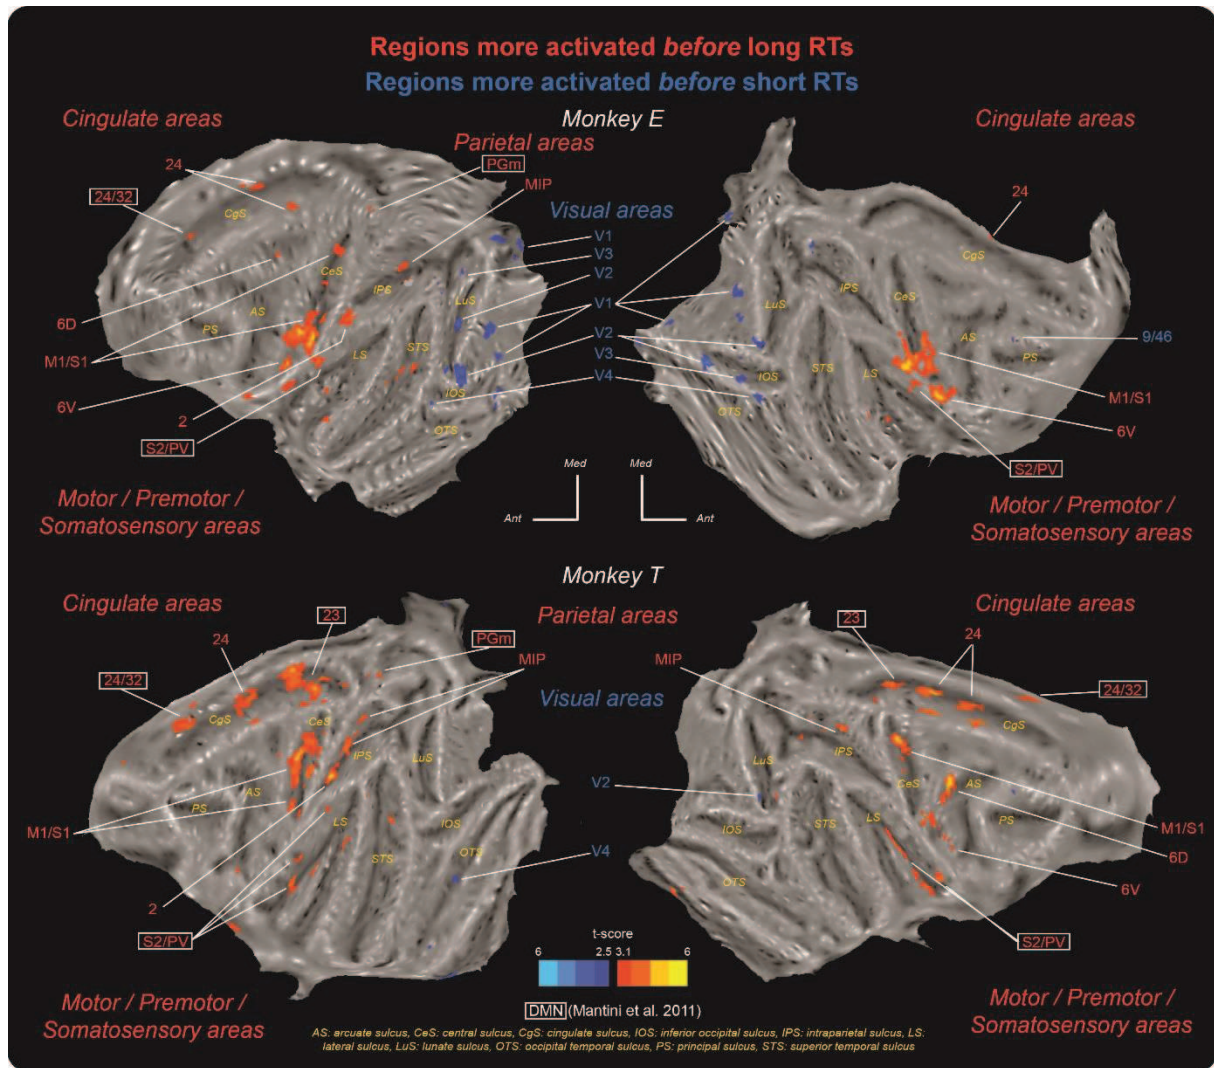 Regions more activated before long RTs
Regions more activated before short RTs
Monkey E
Cingulate areas
Cingulate areas
Parietal areas
24
PGm
MIP
24/32
CgS
Visual areas
24
V1
V3
V2
CgS
CeS
IPS
LuS
V1
LuS
IPS
CeS
6D
AS
PS
V2
AS
9/46
M1/S1
LS
STS
V3
PS
IOS
STS
LS
V4
6V
IOS
M1/S1
2
OTS
OTS
6V
S2/PV
S2/PV
Med
Med
Motor / Premotor /
Somatosensory areas
Ant
Ant
Motor / Premotor /
Somatosensory areas
Monkey T
Cingulate areas
Parietal areas
Cingulate areas
23
23
24
PGm
24
MIP
MIP
24/32
24/32
Visual areas
CgS
CeS
CgS
IPS
LuS
LuS
IPS
V2
CeS
AS
AS
PS
PS
LS
IOS
IOS
STS
LS
M1/S1
M1/S1
STS
OTS
V4
6D
OTS
6V
2
S2/PV
S2/PV
t-score
6
2.5
3.1
6
DMN (Mantini et al. 2011)
Motor / Premotor /
Somatosensory areas
Motor / Premotor /
Somatosensory areas
AS: arcuate sulcus, CeS: central sulcus, CgS: cingulate sulcus, IOS: inferior occipital sulcus, IPS: intraparietal sulcus, LS:
lateral sulcus, LuS: lunate sulcus, OTS: occipital temporal sulcus, PS: principal sulcus, STS: superior temporal sulcus